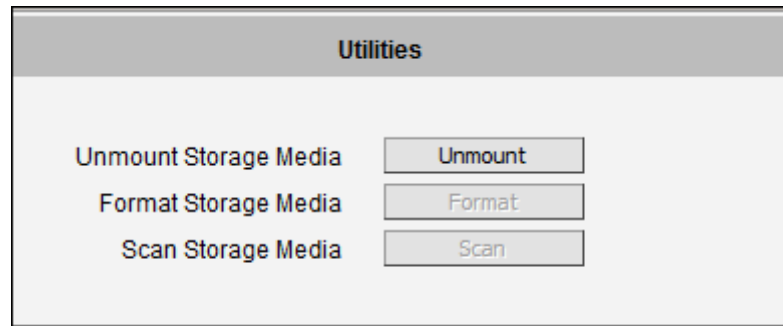 Utilities
Unmount Storage Media Unmount
Format Storage Media Format
Scan Storage Media Scan